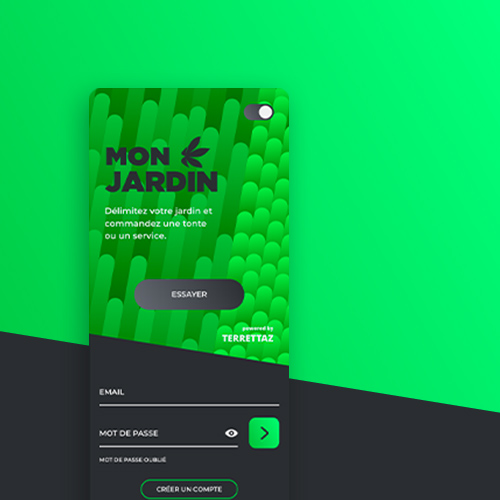 MON
JARDIN
Délimitez votre jardin et
commandez une tonte
ou un service.
ESSAYER
powered by
TERRETTAZ
EMAIL
MOT DE PASSE
MOT DE PASSE OUBLIÉ
CRÉER UN COMPTE